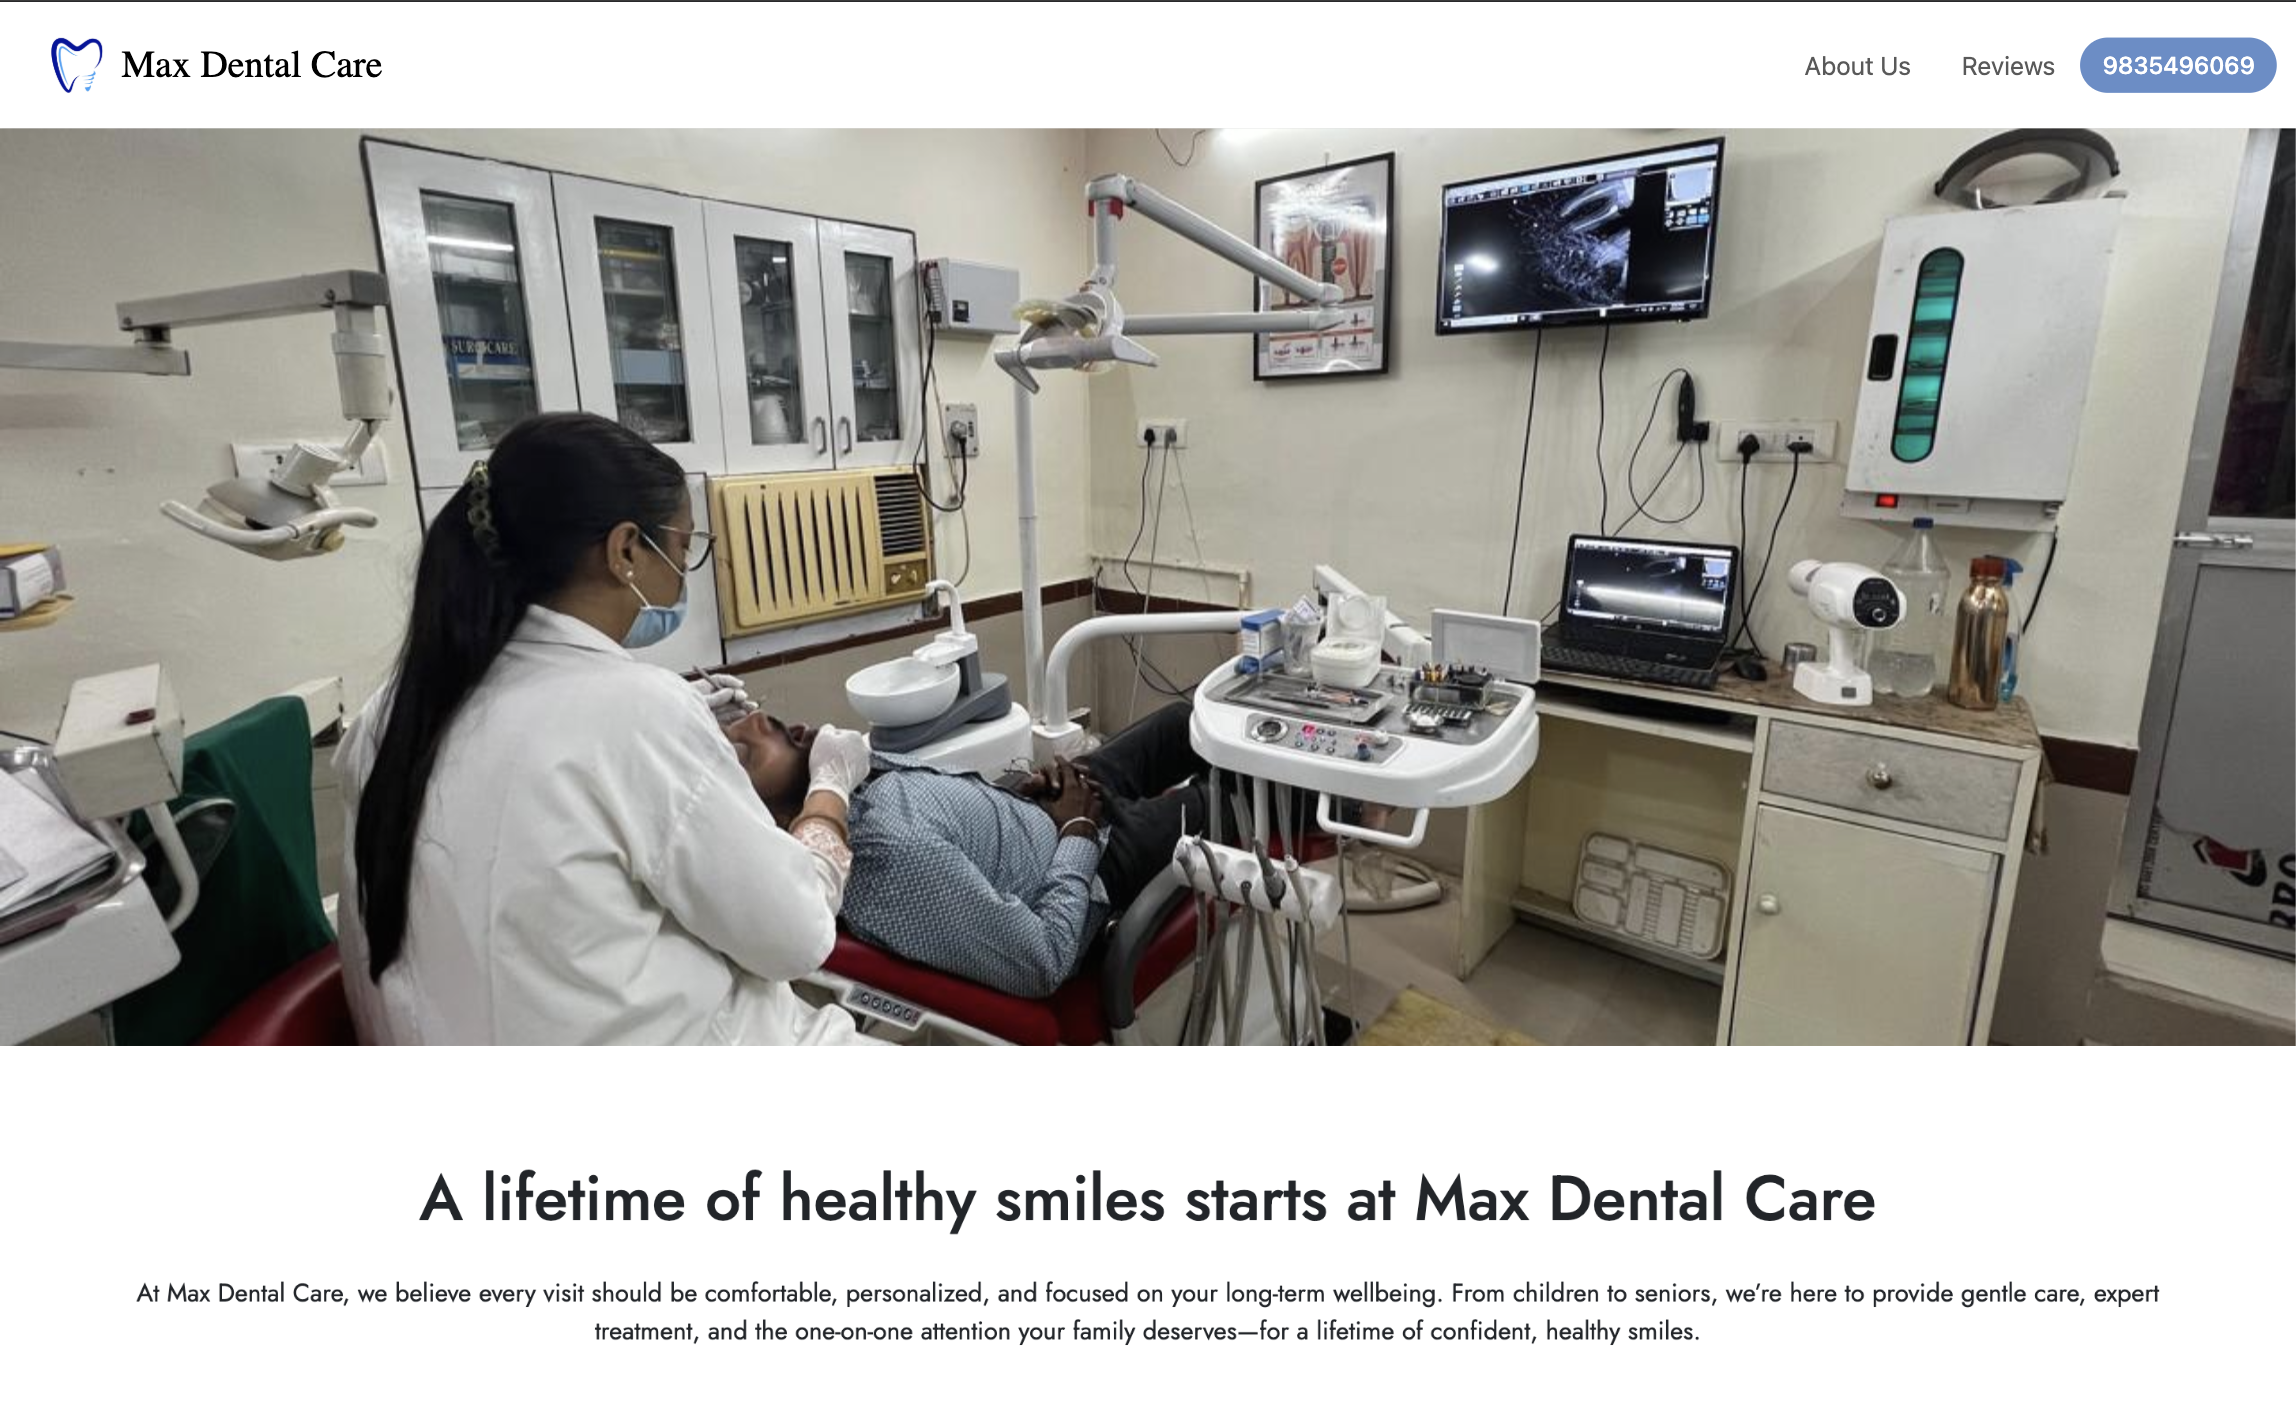 Max Dental Care
About Us
Reviews
9835496069
SURGICARE
A lifetime of healthy smiles starts at Max Dental Care
At Max Dental Care, we believe every visit should be comfortable, personalized, and focused on your long-term wellbeing. From children to seniors, we’re here to provide gentle care, expert
treatment, and the one-on-one attention your family deserves—for a lifetime of confident, healthy smiles.